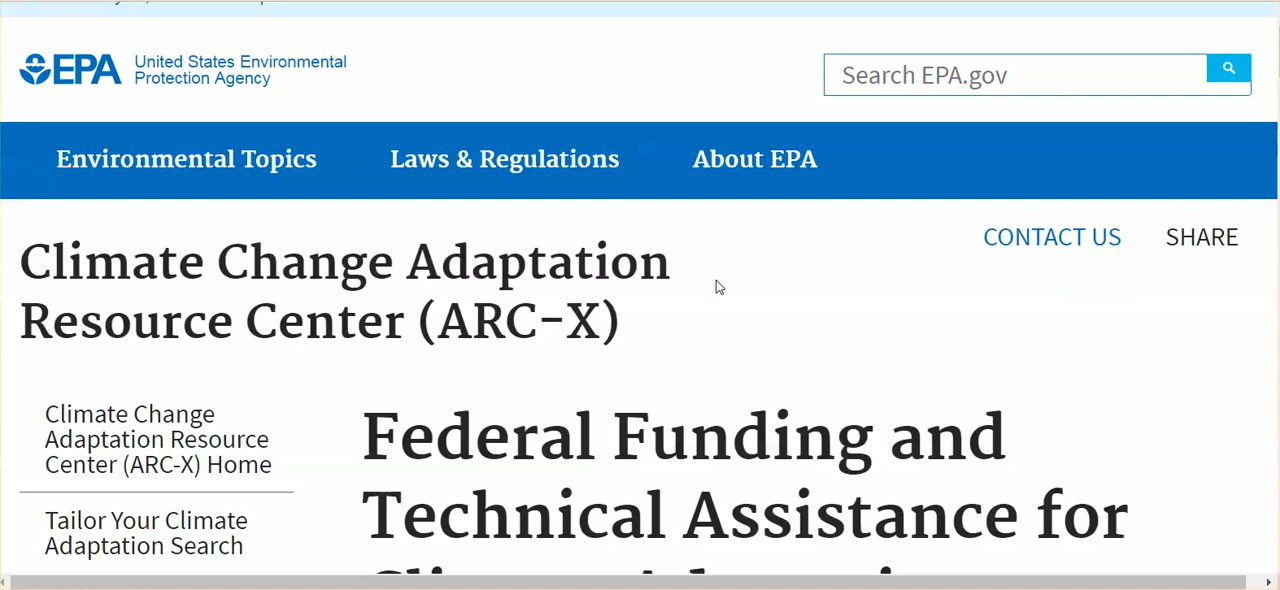 EPA United States Environmental
Protection Agency
Search EPA.gov
Environmental Topics Laws & Regulations About EPA
CONTACT US SHARE
Climate Change Adaptation
Resource Center (ARC-X)
Climate Change
Adaptation Resource
Center (ARC-X) Home
Tailor Your Climate
Adaptation Search
Federal Funding and
Technical Assistance for